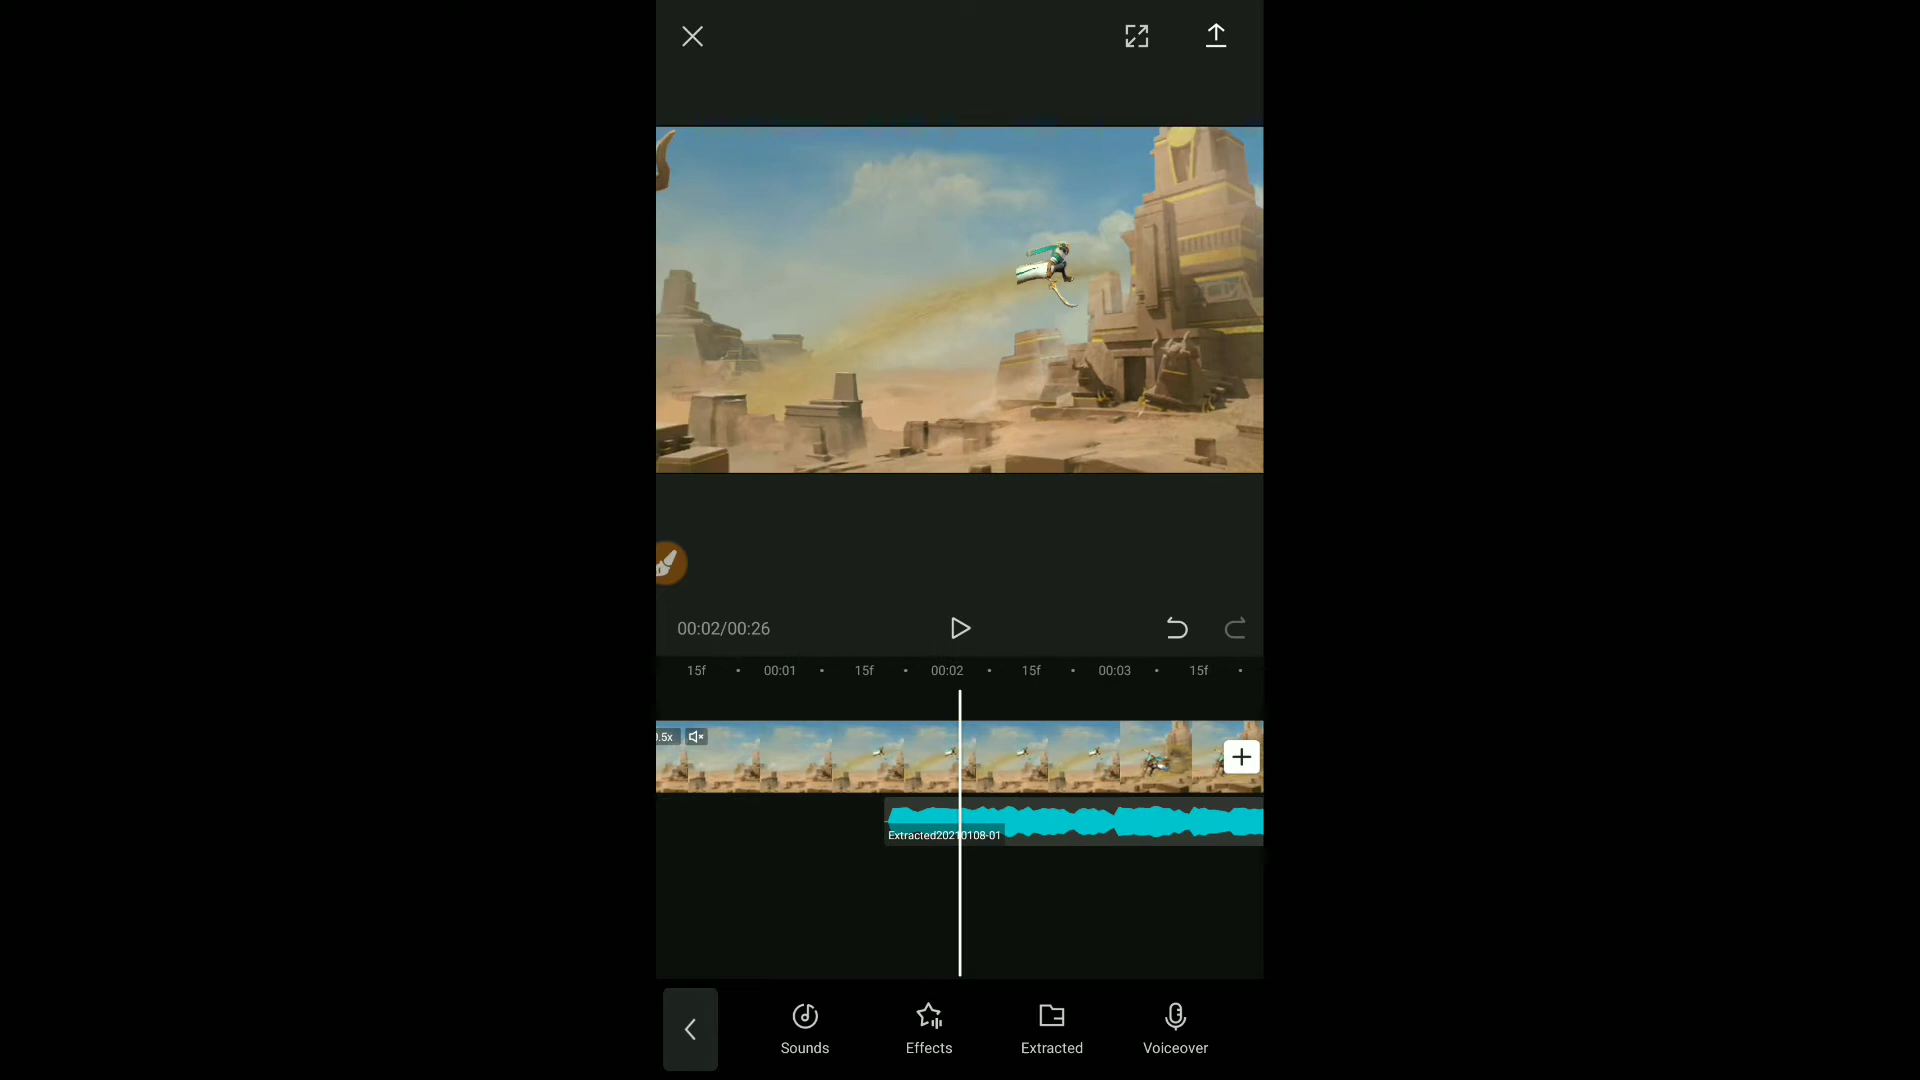 00:02/00:26
15f 00:01 15f 00:02 15f 00:03 15f
.5x
Extracted20210108-01
Sounds Effects Extracted Voiceover